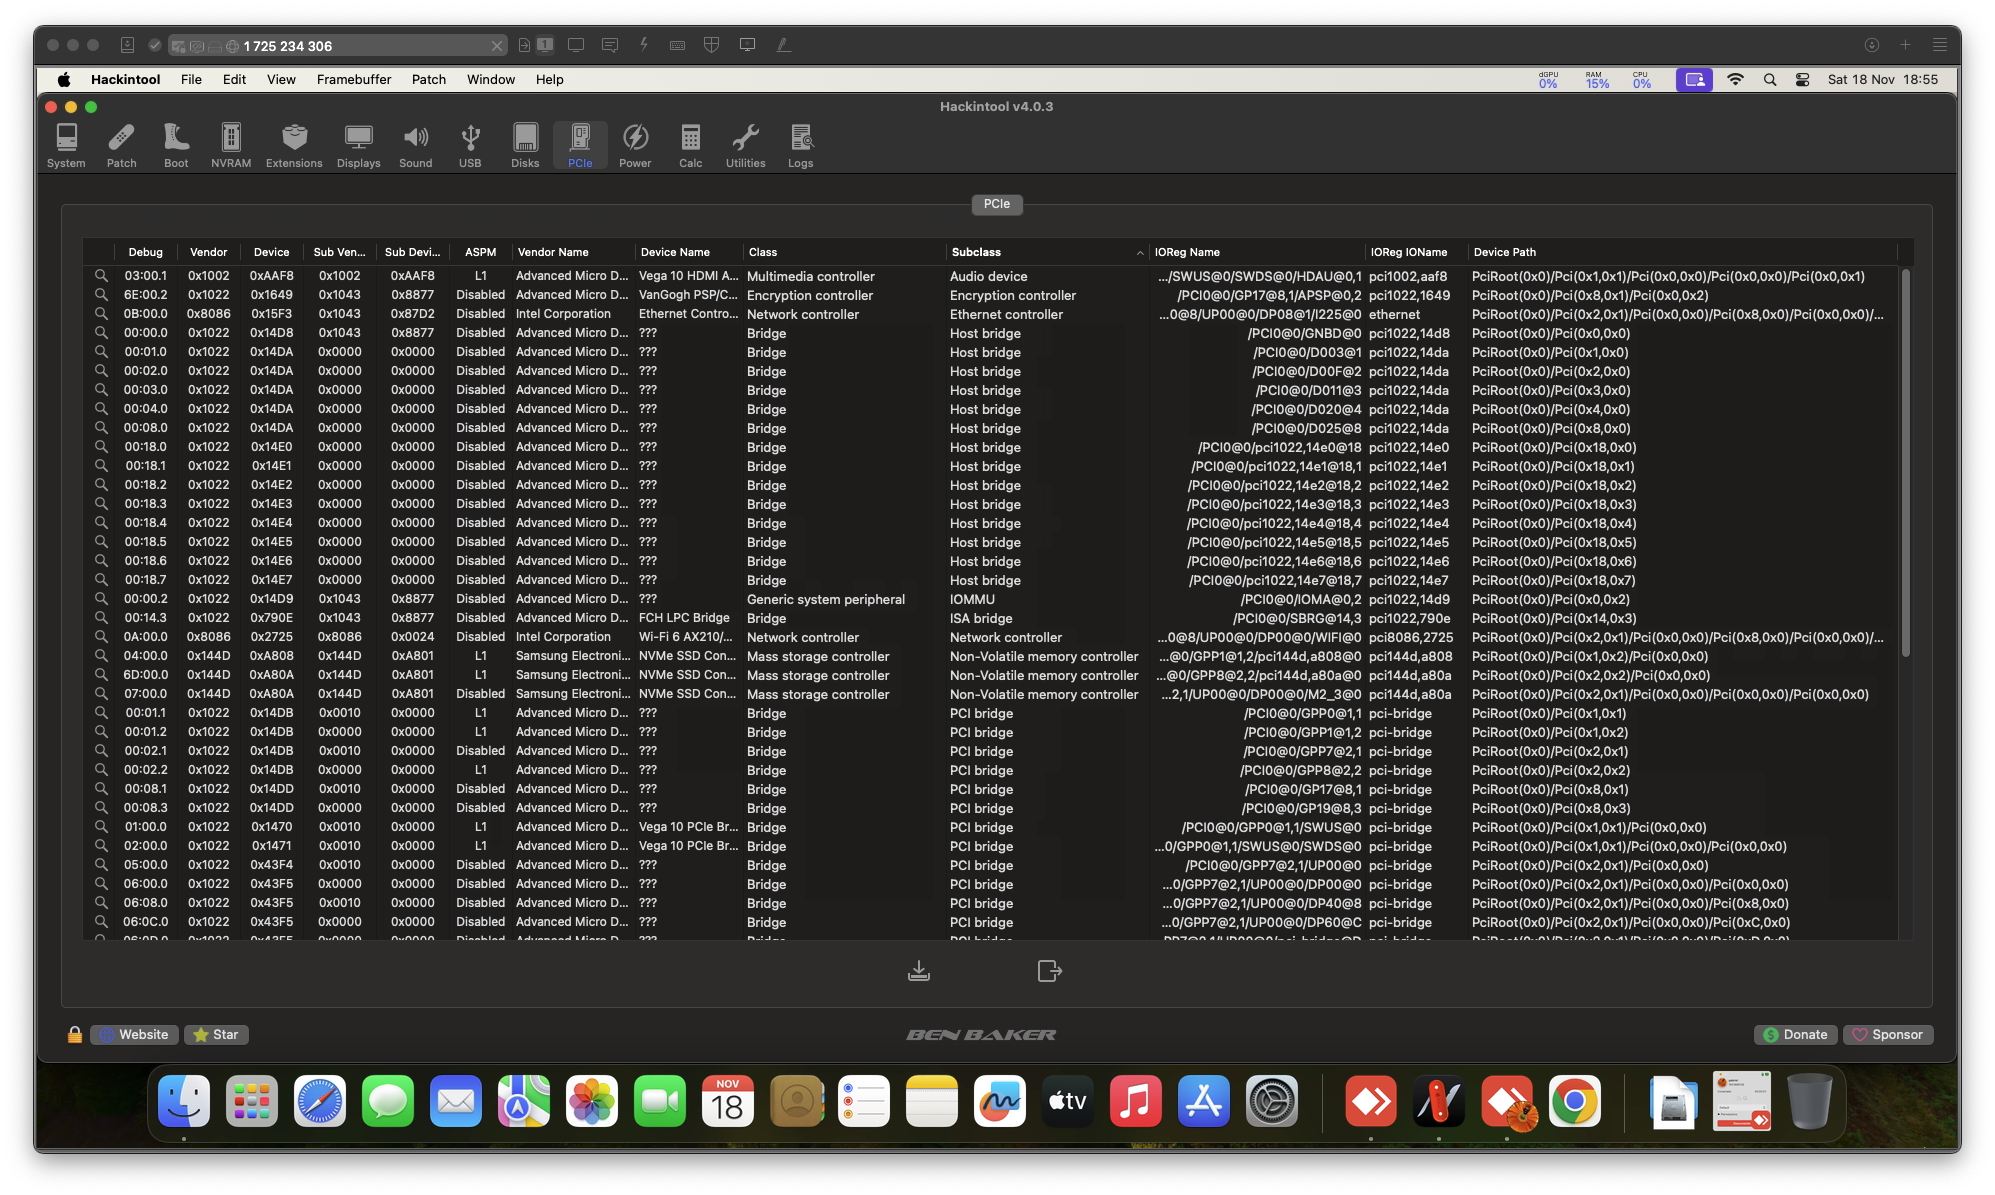 1 725 234 306
1
Hackintool File Edit View Framebuffer Patch Window Help
dGPU 0% RAM 15% CPU 0% Sat 18 Nov 18:55
Hackintool v4.0.3
System Patch Boot NVRAM Extensions Displays Sound USB Disks PCIe Power Calc Utilities Logs
PCIe
Debug Vendor Device Sub Ven... Sub Devi... ASPM Vendor Name Device Name Class Subclass IOReg Name IOReg IOName Device Path
03:00.1 0x1002 0xAAF8 0x1002 0xAAF8 L1 Advanced Micro D... Vega 10 HDMI A... Multimedia controller Audio device .../SWUS@0/SWDS@0/HDAU@0,1 pci1002,aaf8 PciRoot(0x0)/Pci(0x1,0x1)/Pci(0x0,0x0)/Pci(0x0,0x0)/Pci(0x0,0x1)
6E:00.2 0x1022 0x1649 0x1043 0x8877 Disabled Advanced Micro D... VanGogh PSP/C... Encryption controller Encryption controller /PCI0@0/GP17@8,1/APSP@0,2 pci1022,1649 PciRoot(0x0)/Pci(0x8,0x1)/Pci(0x0,0x2)
0B:00.0 0x8086 0x15F3 0x1043 0x87D2 Disabled Intel Corporation Ethernet Contro... Network controller Ethernet controller ...0@8/UP00@0/DP08@1/I225@0 ethernet PciRoot(0x0)/Pci(0x2,0x1)/Pci(0x0,0x0)/Pci(0x8,0x0)/Pci(0x0,0x0)/...
00:00.0 0x1022 0x14D8 0x1043 0x8877 Disabled Advanced Micro D... ??? Bridge Host bridge /PCI0@0/GNBD@0 pci1022,14d8 PciRoot(0x0)/Pci(0x0,0x0)
00:01.0 0x1022 0x14DA 0x0000 0x0000 Disabled Advanced Micro D... ??? Bridge Host bridge /PCI0@0/D003@1 pci1022,14da PciRoot(0x0)/Pci(0x1,0x0)
00:02.0 0x1022 0x14DA 0x0000 0x0000 Disabled Advanced Micro D... ??? Bridge Host bridge /PCI0@0/D00F@2 pci1022,14da PciRoot(0x0)/Pci(0x2,0x0)
00:03.0 0x1022 0x14DA 0x0000 0x0000 Disabled Advanced Micro D... ??? Bridge Host bridge /PCI0@0/D011@3 pci1022,14da PciRoot(0x0)/Pci(0x3,0x0)
00:04.0 0x1022 0x14DA 0x0000 0x0000 Disabled Advanced Micro D... ??? Bridge Host bridge /PCI0@0/D020@4 pci1022,14da PciRoot(0x0)/Pci(0x4,0x0)
00:08.0 0x1022 0x14DA 0x0000 0x0000 Disabled Advanced Micro D... ??? Bridge Host bridge /PCI0@0/D025@8 pci1022,14da PciRoot(0x0)/Pci(0x8,0x0)
00:18.0 0x1022 0x14E0 0x0000 0x0000 Disabled Advanced Micro D... ??? Bridge Host bridge /PCI0@0/pci1022,14e0@18 pci1022,14e0 PciRoot(0x0)/Pci(0x18,0x0)
00:18.1 0x1022 0x14E1 0x0000 0x0000 Disabled Advanced Micro D... ??? Bridge Host bridge /PCI0@0/pci1022,14e1@18,1 pci1022,14e1 PciRoot(0x0)/Pci(0x18,0x1)
00:18.2 0x1022 0x14E2 0x0000 0x0000 Disabled Advanced Micro D... ??? Bridge Host bridge /PCI0@0/pci1022,14e2@18,2 pci1022,14e2 PciRoot(0x0)/Pci(0x18,0x2)
00:18.3 0x1022 0x14E3 0x0000 0x0000 Disabled Advanced Micro D... ??? Bridge Host bridge /PCI0@0/pci1022,14e3@18,3 pci1022,14e3 PciRoot(0x0)/Pci(0x18,0x3)
00:18.4 0x1022 0x14E4 0x0000 0x0000 Disabled Advanced Micro D... ??? Bridge Host bridge /PCI0@0/pci1022,14e4@18,4 pci1022,14e4 PciRoot(0x0)/Pci(0x18,0x4)
00:18.5 0x1022 0x14E5 0x0000 0x0000 Disabled Advanced Micro D... ??? Bridge Host bridge /PCI0@0/pci1022,14e5@18,5 pci1022,14e5 PciRoot(0x0)/Pci(0x18,0x5)
00:18.6 0x1022 0x14E6 0x0000 0x0000 Disabled Advanced Micro D... ??? Bridge Host bridge /PCI0@0/pci1022,14e6@18,6 pci1022,14e6 PciRoot(0x0)/Pci(0x18,0x6)
00:18.7 0x1022 0x14E7 0x0000 0x0000 Disabled Advanced Micro D... ??? Bridge Host bridge /PCI0@0/pci1022,14e7@18,7 pci1022,14e7 PciRoot(0x0)/Pci(0x18,0x7)
00:00.2 0x1022 0x14D9 0x1043 0x8877 Disabled Advanced Micro D... ??? Generic system peripheral IOMMU /PCI0@0/IOMA@0,2 pci1022,14d9 PciRoot(0x0)/Pci(0x0,0x2)
00:14.3 0x1022 0x790E 0x1043 0x8877 Disabled Advanced Micro D... FCH LPC Bridge Bridge ISA bridge /PCI0@0/SBRG@14,3 pci1022,790e PciRoot(0x0)/Pci(0x14,0x3)
0A:00.0 0x8086 0x2725 0x8086 0x0024 Disabled Intel Corporation Wi-Fi 6 AX210/... Network controller Network controller ...0@8/UP00@0/DP00@0/WIFI@0 pci8086,2725 PciRoot(0x0)/Pci(0x2,0x1)/Pci(0x0,0x0)/Pci(0x8,0x0)/Pci(0x0,0x0)/...
04:00.0 0x144D 0xA808 0x144D 0xA801 L1 Samsung Electroni... NVMe SSD Con... Mass storage controller Non-Volatile memory controller ...@0/GPP1@1,2/pci144d,a808@0 pci144d,a808 PciRoot(0x0)/Pci(0x1,0x2)/Pci(0x0,0x0)
6D:00.0 0x144D 0xA80A 0x144D 0xA801 L1 Samsung Electroni... NVMe SSD Con... Mass storage controller Non-Volatile memory controller ...@0/GPP8@2,2/pci144d,a80a@0 pci144d,a80a PciRoot(0x0)/Pci(0x2,0x2)/Pci(0x0,0x0)
07:00.0 0x144D 0xA80A 0x144D 0xA801 Disabled Samsung Electroni... NVMe SSD Con... Mass storage controller Non-Volatile memory controller ...2,1/UP00@0/DP00@0/M2_3@0 pci144d,a80a PciRoot(0x0)/Pci(0x2,0x1)/Pci(0x0,0x0)/Pci(0x0,0x0)/Pci(0x0,0x0)
00:01.1 0x1022 0x14DB 0x0010 0x0000 L1 Advanced Micro D... ??? Bridge PCI bridge /PCI0@0/GPP0@1,1 pci-bridge PciRoot(0x0)/Pci(0x1,0x1)
00:01.2 0x1022 0x14DB 0x0000 0x0000 L1 Advanced Micro D... ??? Bridge PCI bridge /PCI0@0/GPP1@1,2 pci-bridge PciRoot(0x0)/Pci(0x1,0x2)
00:02.1 0x1022 0x14DB 0x0010 0x0000 Disabled Advanced Micro D... ??? Bridge PCI bridge /PCI0@0/GPP7@2,1 pci-bridge PciRoot(0x0)/Pci(0x2,0x1)
00:02.2 0x1022 0x14DB 0x0000 0x0000 L1 Advanced Micro D... ??? Bridge PCI bridge /PCI0@0/GPP8@2,2 pci-bridge PciRoot(0x0)/Pci(0x2,0x2)
00:08.1 0x1022 0x14DD 0x0010 0x0000 Disabled Advanced Micro D... ??? Bridge PCI bridge /PCI0@0/GP17@8,1 pci-bridge PciRoot(0x0)/Pci(0x8,0x1)
00:08.3 0x1022 0x14DD 0x0000 0x0000 Disabled Advanced Micro D... ??? Bridge PCI bridge /PCI0@0/GP19@8,3 pci-bridge PciRoot(0x0)/Pci(0x8,0x3)
01:00.0 0x1022 0x1470 0x0010 0x0000 L1 Advanced Micro D... Vega 10 PCIe Br... Bridge PCI bridge /PCI0@0/GPP0@1,1/SWUS@0 pci-bridge PciRoot(0x0)/Pci(0x1,0x1)/Pci(0x0,0x0)
02:00.0 0x1022 0x1471 0x0010 0x0000 L1 Advanced Micro D... Vega 10 PCIe Br... Bridge PCI bridge ...0/GPP0@1,1/SWUS@0/SWDS@0 pci-bridge PciRoot(0x0)/Pci(0x1,0x1)/Pci(0x0,0x0)/Pci(0x0,0x0)
05:00.0 0x1022 0x43F4 0x0010 0x0000 Disabled Advanced Micro D... ??? Bridge PCI bridge /PCI0@0/GPP7@2,1/UP00@0 pci-bridge PciRoot(0x0)/Pci(0x2,0x1)/Pci(0x0,0x0)
06:00.0 0x1022 0x43F5 0x0000 0x0000 Disabled Advanced Micro D... ??? Bridge PCI bridge ...0/GPP7@2,1/UP00@0/DP00@0 pci-bridge PciRoot(0x0)/Pci(0x2,0x1)/Pci(0x0,0x0)/Pci(0x0,0x0)
06:08.0 0x1022 0x43F5 0x0010 0x0000 Disabled Advanced Micro D... ??? Bridge PCI bridge ...0/GPP7@2,1/UP00@0/DP40@8 pci-bridge PciRoot(0x0)/Pci(0x2,0x1)/Pci(0x0,0x0)/Pci(0x8,0x0)
06:0C.0 0x1022 0x43F5 0x0000 0x0000 Disabled Advanced Micro D... ??? Bridge PCI bridge ...0/GPP7@2,1/UP00@0/DP60@C pci-bridge PciRoot(0x0)/Pci(0x2,0x1)/Pci(0x0,0x0)/Pci(0xC,0x0)
Website Star BEN BAKER Donate Sponsor
NOV
18
tv